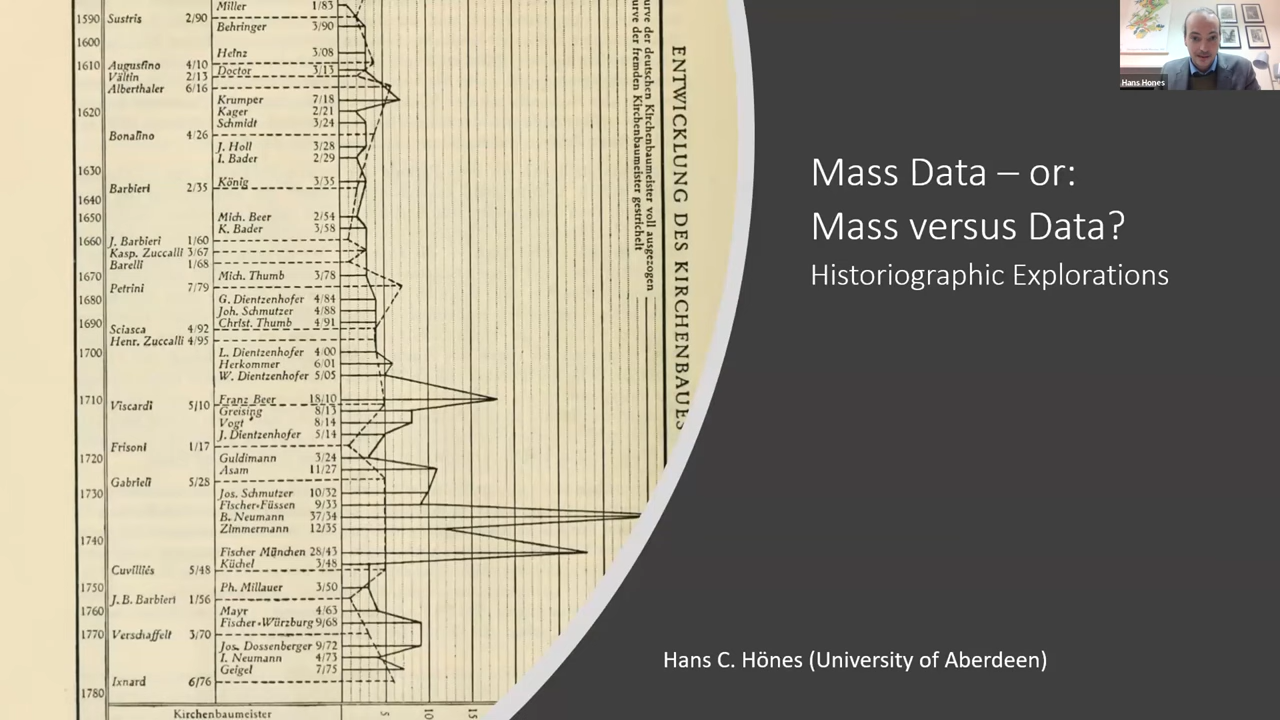 Miller 1/83
1590 Sustris 2/90
Behringer 3/90
1600
Heinz 3/08
1610 Augustino 4/10
Doctor 3/13
Vältin 2/13
Alberthaler 6/16
Krumper 7/18
1620 Kager 2/21
Schmidt 3/24
Bonalino 4/26
J. Holl 3/28
I. Bader 2/29
1630
König 3/35
Barbieri 2/35
1640
1650 Mich. Beer 2/54
K. Bader 3/58
1660 J. Barbieri 1/60
Kasp. Zuccalli 3/67
Barelli 1/68
1670 Mich. Thumb 3/78
Petrini 7/79
1680 G. Dientzenhofer 4/84
Joh. Schmutzer 4/88
1690 Christ. Thumb 4/91
Sciasca 4/92
Henr. Zuccalli 4/95
1700 L. Dientzenhofer 4/00
Herkommer 6/01
W. Dientzenhofer 5/05
1710 Franz Beer 18/10
Viscardi 5/10
Greising 8/13
Vogt 8/14
J. Dientzenhofer 5/14
Frisoni 1/17
1720 Guldimann 3/24
Asam 11/27
Gabrieli 5/28
1730 Jos. Schmutzer 10/32
Fischer-Füssen 9/33
B. Neumann 37/34
Zimmermann 12/35
1740
Fischer München 28/43
Küchel 3/48
Cuvilliés 5/48
1750 Ph. Millauer 3/50
J. B. Barbieri 1/56
1760 Mayr 4/63
Fischer-Würzburg 9/68
1770 Verschaffelt 3/70
Jos. Dossenberger 9/72
I. Neumann 4/73
Geigel 7/75
Ixnard 6/76
1780
Kirchenbaumeister
5
10
15
ENTWICKLUNG DES KIRCHENBAUES
urve der deutschen Kirchenbaumeister voll ausgezogen
urve der fremden Kirchenbaumeister gestrichelt
Hans Hones
Mass Data – or:
Mass versus Data?
Historiographic Explorations
Hans C. Hönes (University of Aberdeen)